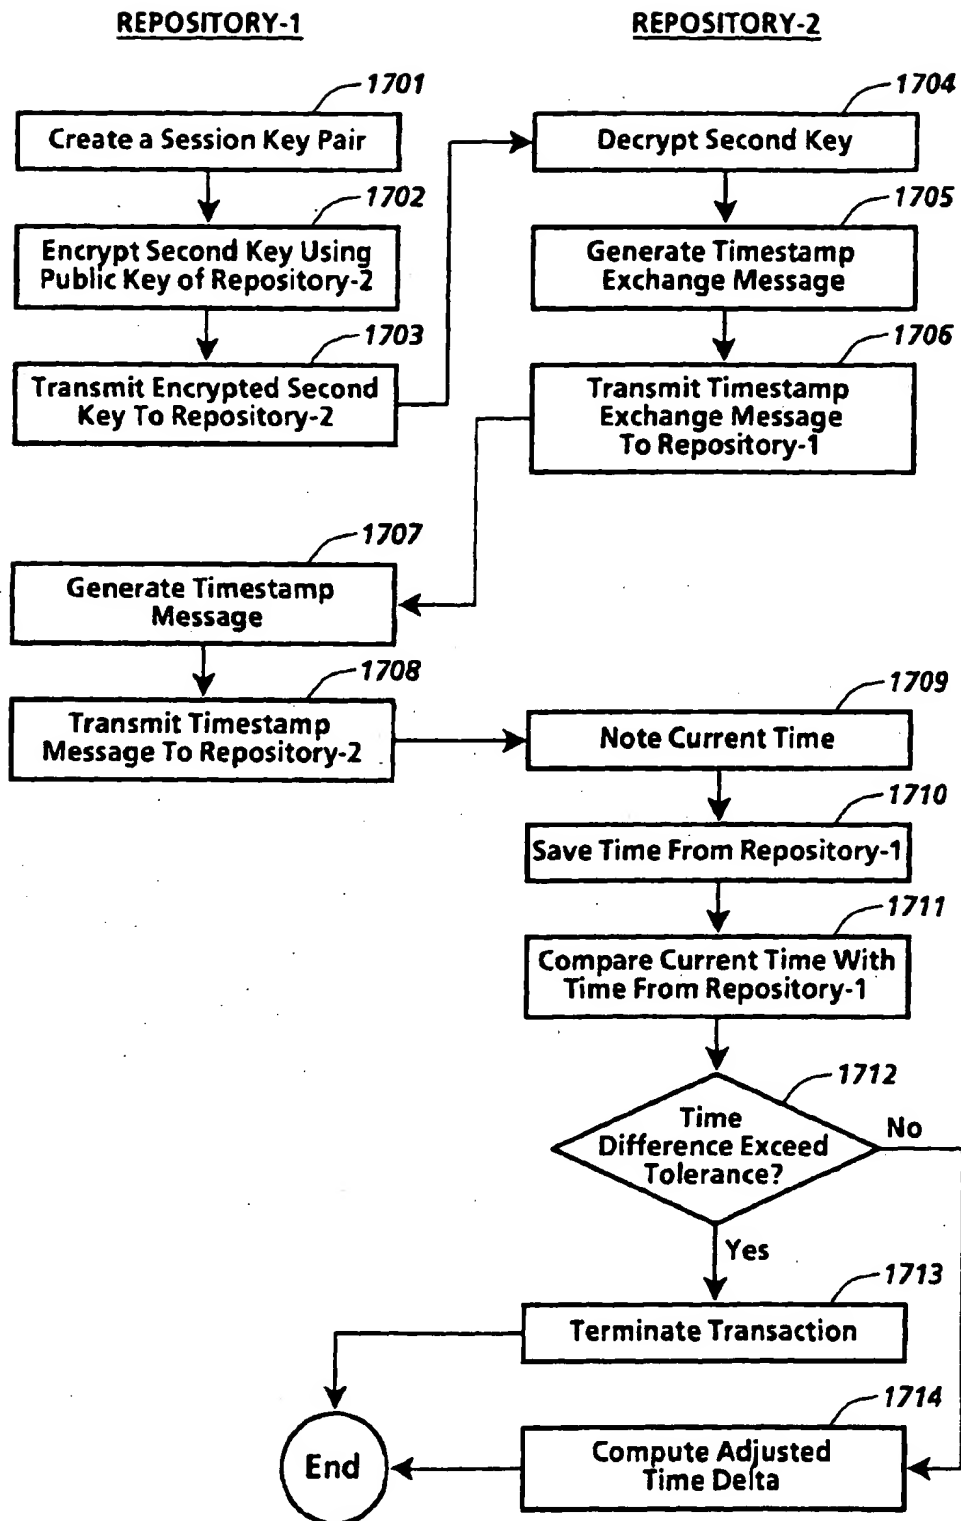 REPOSITORY-1
REPOSITORY-2
1701
Create a Session Key Pair
1702
Encrypt Second Key Using
Public Key of Repository-2
1703
Transmit Encrypted Second
Key To Repository-2
1704
Decrypt Second Key
1705
Generate Timestamp
Exchange Message
1706
Transmit Timestamp
Exchange Message
To Repository-1
1707
Generate Timestamp
Message
1708
Transmit Timestamp
Message To Repository-2
1709
Note Current Time
1710
Save Time From Repository-1
1711
Compare Current Time With
Time From Repository-1
1712
Time
Difference Exceed
Tolerance?
No
Yes
1713
Terminate Transaction
1714
Compute Adjusted
Time Delta
End